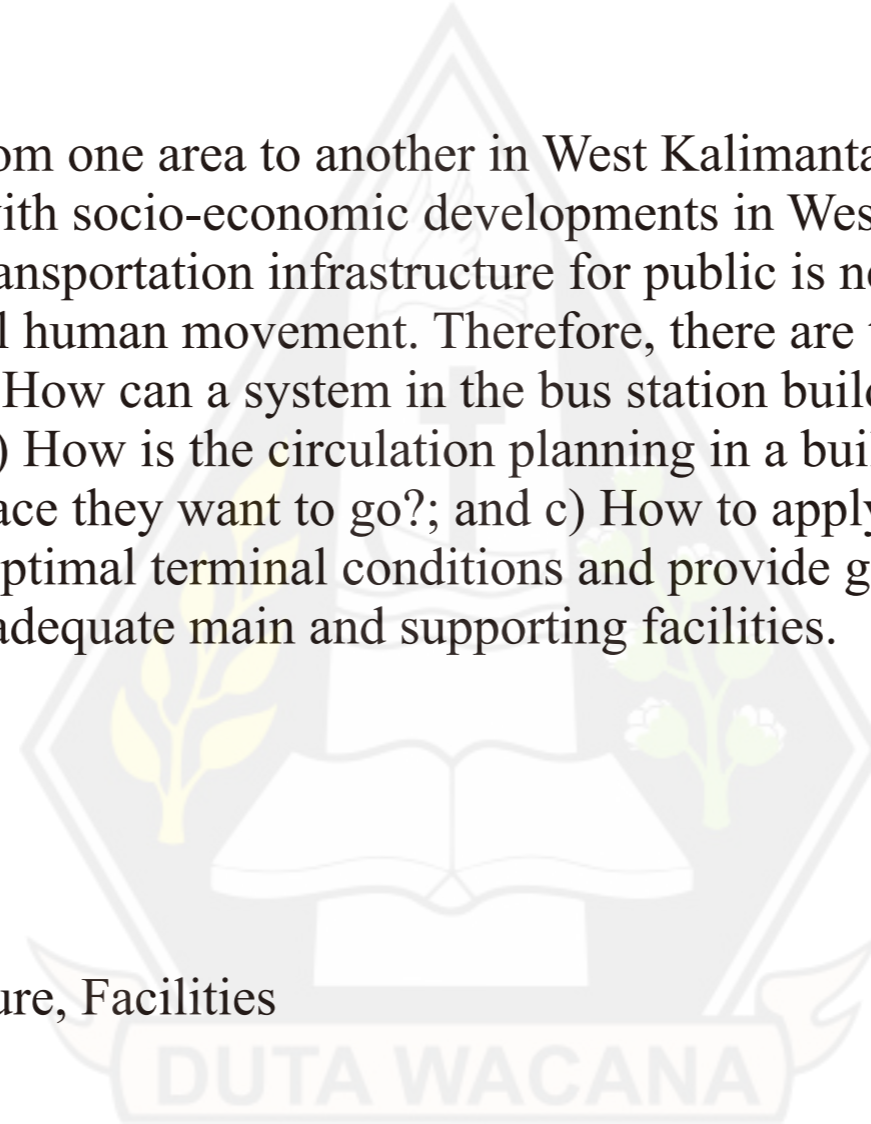 om one area to another in West Kalimanta
ith socio-economic developments in Wes
ansportation infrastructure for public is n
l human movement. Therefore, there are
How can a system in the bus station buil
) How is the circulation planning in a bui
ace they want to go?; and c) How to apply
ptimal terminal conditions and provide g
adequate main and supporting facilities.
ure, Facilities
DUTA WACANA